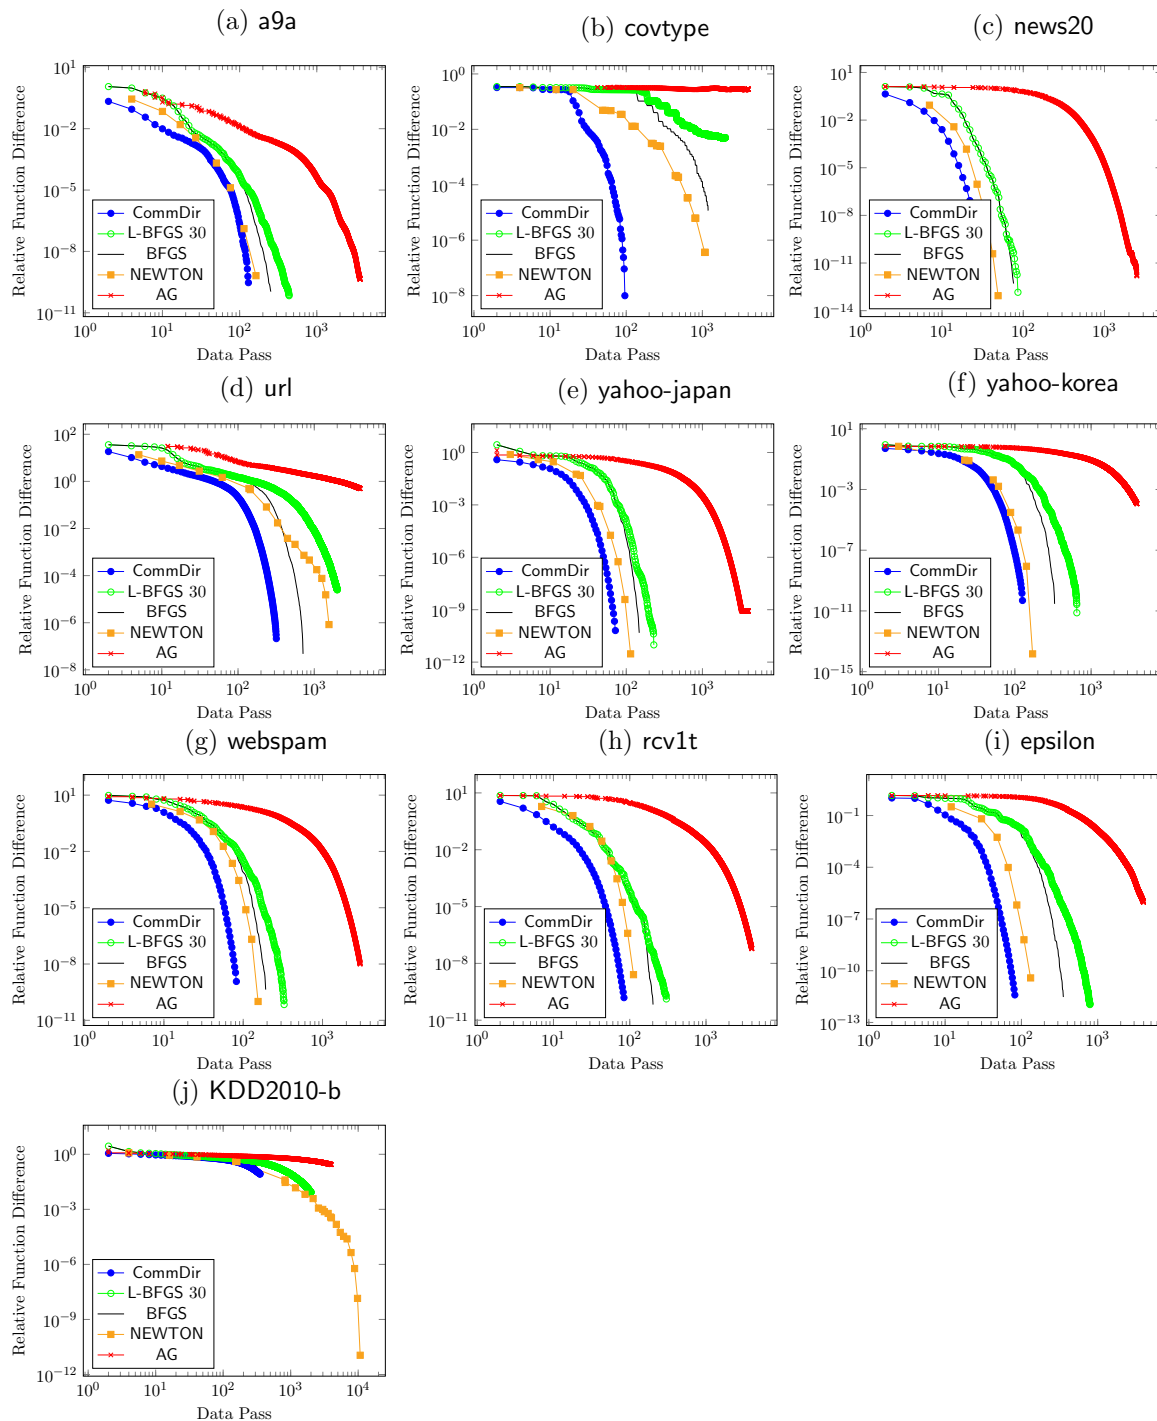 (a) a9a
10^1
10^-2
10^-5
10^-8
10^-11
10^0
10^1
10^2
10^3
Relative Function Difference
Data Pass
CommDir
L-BFGS 30
BFGS
NEWTON
AG
(b) covtype
10^0
10^-2
10^-4
10^-6
10^-8
10^0
10^1
10^2
10^3
Relative Function Difference
Data Pass
CommDir
L-BFGS 30
BFGS
NEWTON
AG
(c) news20
10^1
10^-2
10^-5
10^-8
10^-11
10^-14
10^0
10^1
10^2
10^3
Relative Function Difference
Data Pass
CommDir
L-BFGS 30
BFGS
NEWTON
AG
(d) url
10^2
10^0
10^-2
10^-4
10^-6
10^-8
10^0
10^1
10^2
10^3
Relative Function Difference
Data Pass
CommDir
L-BFGS 30
BFGS
NEWTON
AG
(e) yahoo-japan
10^0
10^-3
10^-6
10^-9
10^-12
10^0
10^1
10^2
10^3
Relative Function Difference
Data Pass
CommDir
L-BFGS 30
BFGS
NEWTON
AG
(f) yahoo-korea
10^1
10^-3
10^-7
10^-11
10^-15
10^0
10^1
10^2
10^3
Relative Function Difference
Data Pass
CommDir
L-BFGS 30
BFGS
NEWTON
AG
(g) webspam
10^1
10^-2
10^-5
10^-8
10^-11
10^0
10^1
10^2
10^3
Relative Function Difference
Data Pass
CommDir
L-BFGS 30
BFGS
NEWTON
AG
(h) rcv1t
10^1
10^-2
10^-5
10^-8
10^-11
10^0
10^1
10^2
10^3
Relative Function Difference
Data Pass
CommDir
L-BFGS 30
BFGS
NEWTON
AG
(i) epsilon
10^-1
10^-4
10^-7
10^-10
10^-13
10^0
10^1
10^2
10^3
Relative Function Difference
Data Pass
CommDir
L-BFGS 30
BFGS
NEWTON
AG
(j) KDD2010-b
10^0
10^-3
10^-6
10^-9
10^-12
10^0
10^1
10^2
10^3
10^4
Relative Function Difference
Data Pass
CommDir
L-BFGS 30
BFGS
NEWTON
AG